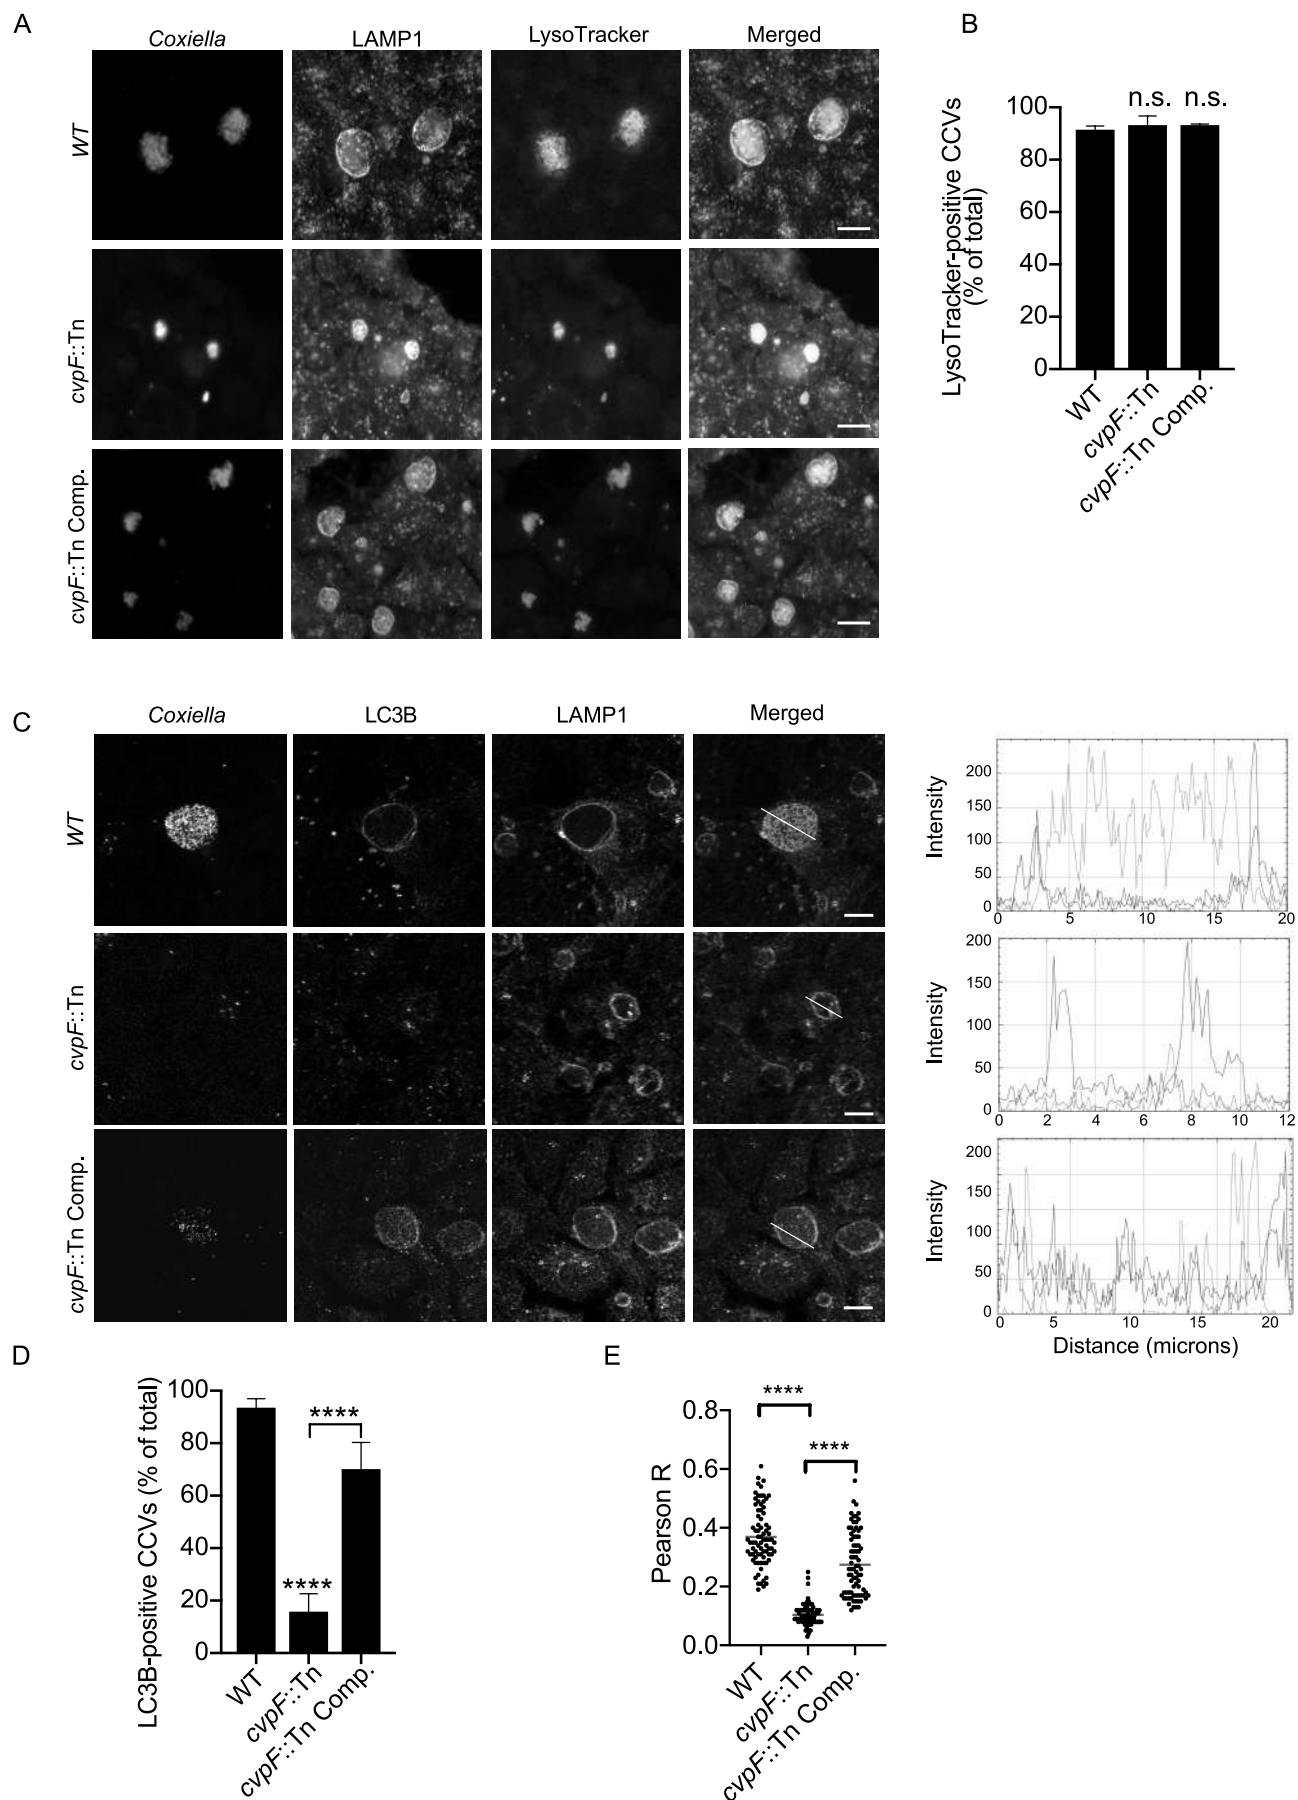 A
Coxiella LAMP1 LysoTracker Merged
WT
cvpF::Tn
cvpF::Tn Comp.
B
LysoTracker-positive CCVs
(% of total)
100
80
60
40
20
0
n.s. n.s.
WT
cvpF::Tn
cvpF::Tn Comp.
C
Coxiella LC3B LAMP1 Merged
WT
cvpF::Tn
cvpF::Tn Comp.
Intensity
200
150
100
50
0
0 5 10 15 20
Intensity
200
150
100
50
0
0 2 4 6 8 10 12
Intensity
200
150
100
50
0
0 5 10 15 20
Distance (microns)
D
LC3B-positive CCVs (% of total)
100
80
60
40
20
0
****
****
WT
cvpF::Tn
cvpF::Tn Comp.
E
Pearson R
0.8
0.6
0.4
0.2
0.0
****
****
WT
cvpF::Tn
cvpF::Tn Comp.